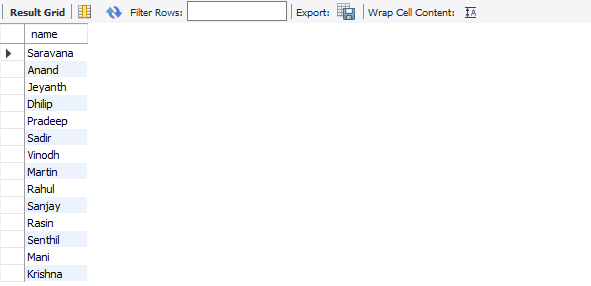 Result Grid Filter Rows: Export: Wrap Cell Content:
name
Saravana
Anand
Jeyanth
Dhilip
Pradeep
Sadir
Vinodh
Martin
Rahul
Sanjay
Rasin
Senthil
Mani
Krishna